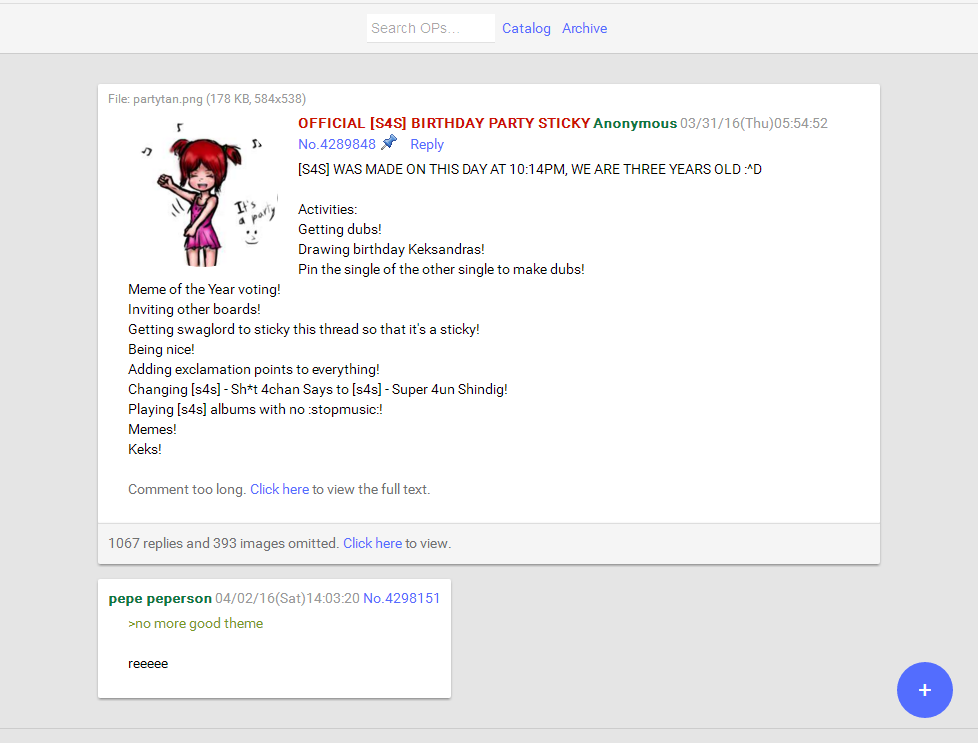 Search OPs...
Catalog
Archive
File: partytan.png (178 KB, 584x538)
OFFICIAL [S4S] BIRTHDAY PARTY STICKY Anonymous 03/31/16(Thu)05:54:52
No.4289848 Reply
[S4S] WAS MADE ON THIS DAY AT 10:14PM, WE ARE THREE YEARS OLD :^D
It's
a party
Activities:
Getting dubs!
Drawing birthday Keksandras!
Pin the single of the other single to make dubs!
Meme of the Year voting!
Inviting other boards!
Getting swaglord to sticky this thread so that it's a sticky!
Being nice!
Adding exclamation points to everything!
Changing [s4s] - Sh*t 4chan Says to [s4s] - Super 4un Shindig!
Playing [s4s] albums with no :stopmusic:!
Memes!
Keks!
Comment too long. Click here to view the full text.
1067 replies and 393 images omitted. Click here to view.
pepe peperson 04/02/16(Sat)14:03:20 No.4298151
>no more good theme
reeeee
+